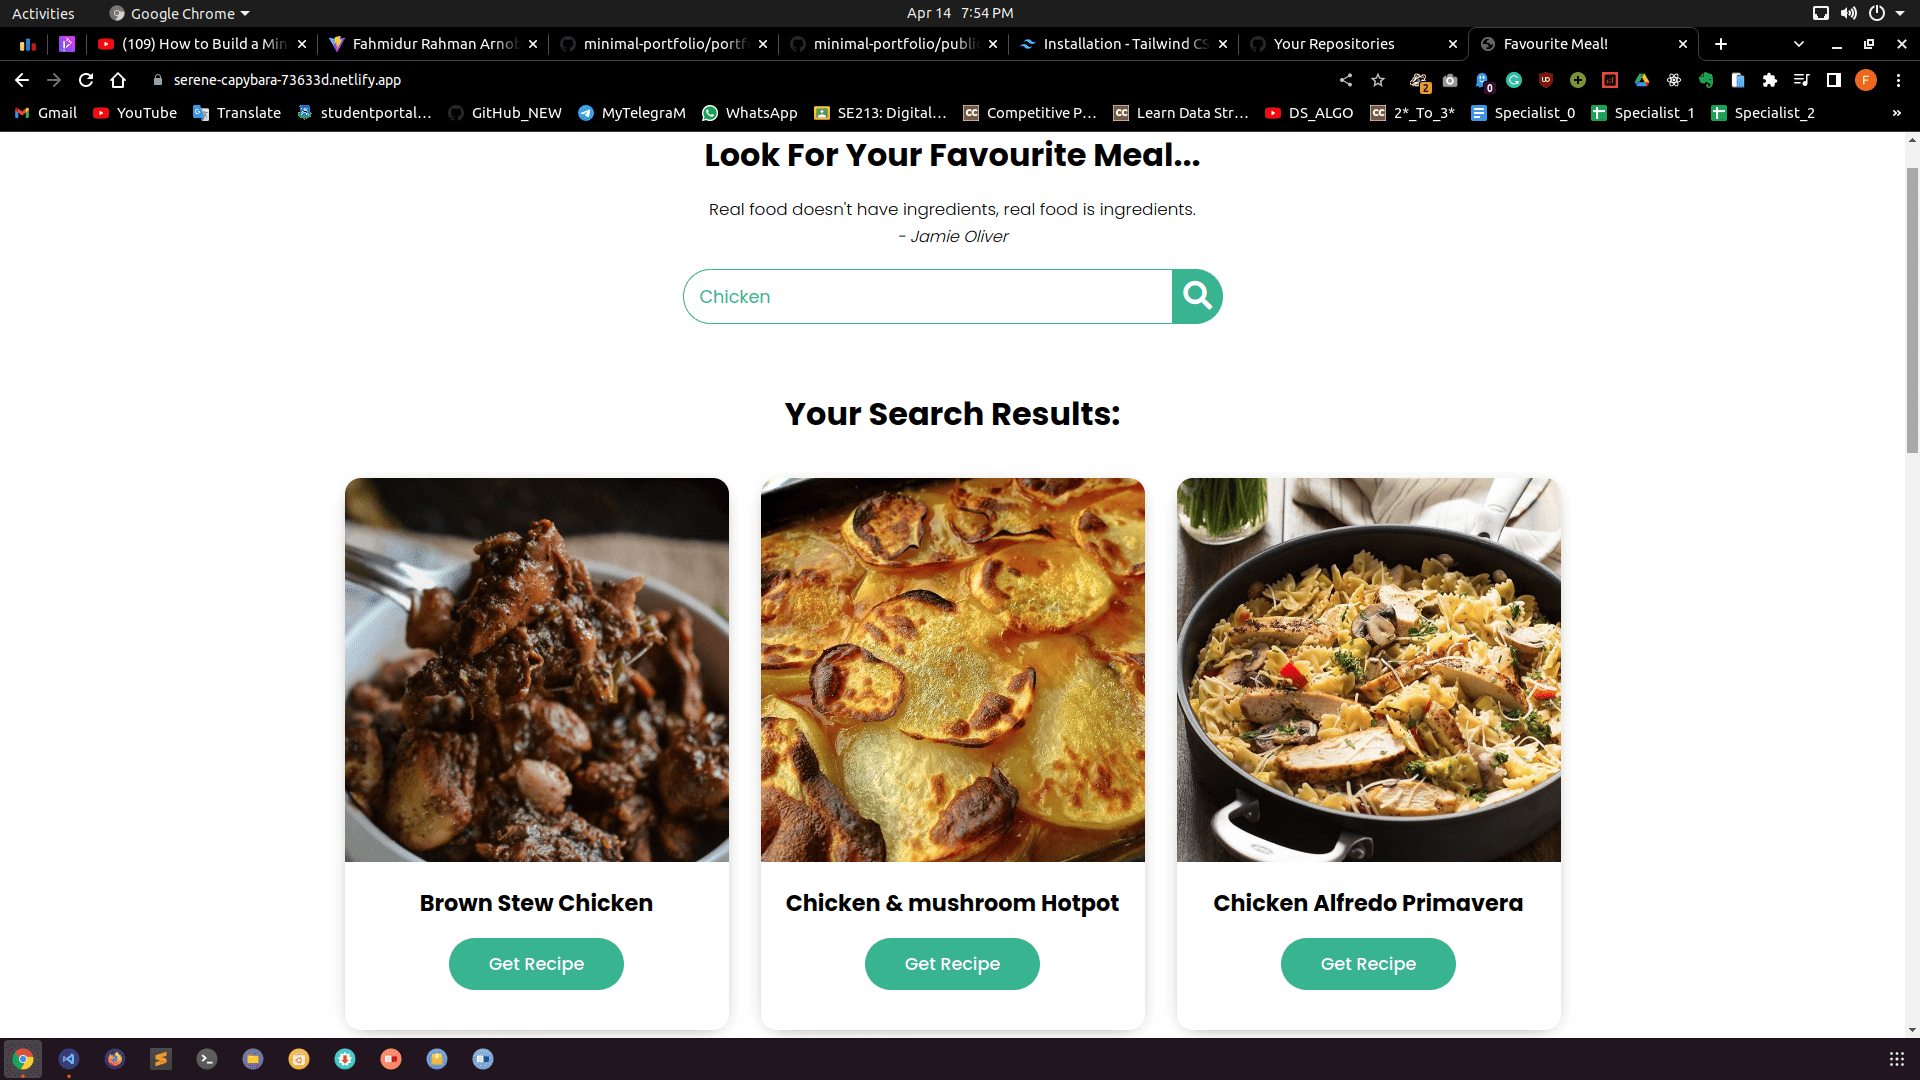 Activities
Google Chrome
Apr 14 7:54 PM
(109) How to Build a Min
Fahmidur Rahman Arno
minimal-portfolio/portf
minimal-portfolio/publi
Installation - Tailwind CS
Your Repositories
Favourite Meal!
serene-capybara-73633d.netlify.app
2
0
F
Gmail
YouTube
Translate
studentportal...
GitHub_NEW
MyTelegraM
WhatsApp
SE213: Digital...
Competitive P...
Learn Data Str...
DS_ALGO
2*_To_3*
Specialist_0
Specialist_1
Specialist_2
»
Look For Your Favourite Meal...
Real food doesn't have ingredients, real food is ingredients.
- Jamie Oliver
Chicken
Your Search Results:
Brown Stew Chicken
Chicken & mushroom Hotpot
Chicken Alfredo Primavera
Get Recipe
Get Recipe
Get Recipe